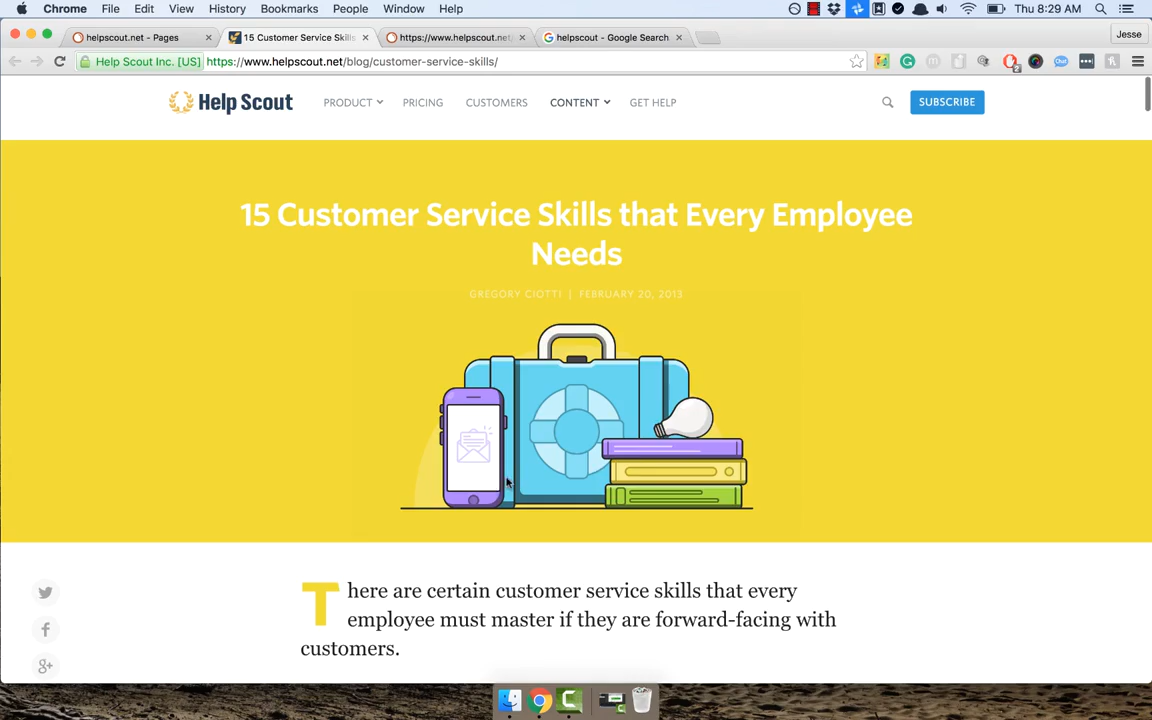 Chrome File Edit View History Bookmarks People Window Help Thu 8:29 AM
helpscout.net - Pages 15 Customer Service Skills https://www.helpscout.net/ helpscout - Google Search Jesse
Help Scout Inc. [US] https://www.helpscout.net/blog/customer-service-skills/
Help Scout PRODUCT PRICING CUSTOMERS CONTENT GET HELP SUBSCRIBE
15 Customer Service Skills that Every Employee
Needs
GREGORY CIOTTI | FEBRUARY 20, 2013
There are certain customer service skills that every
employee must master if they are forward-facing with
customers.